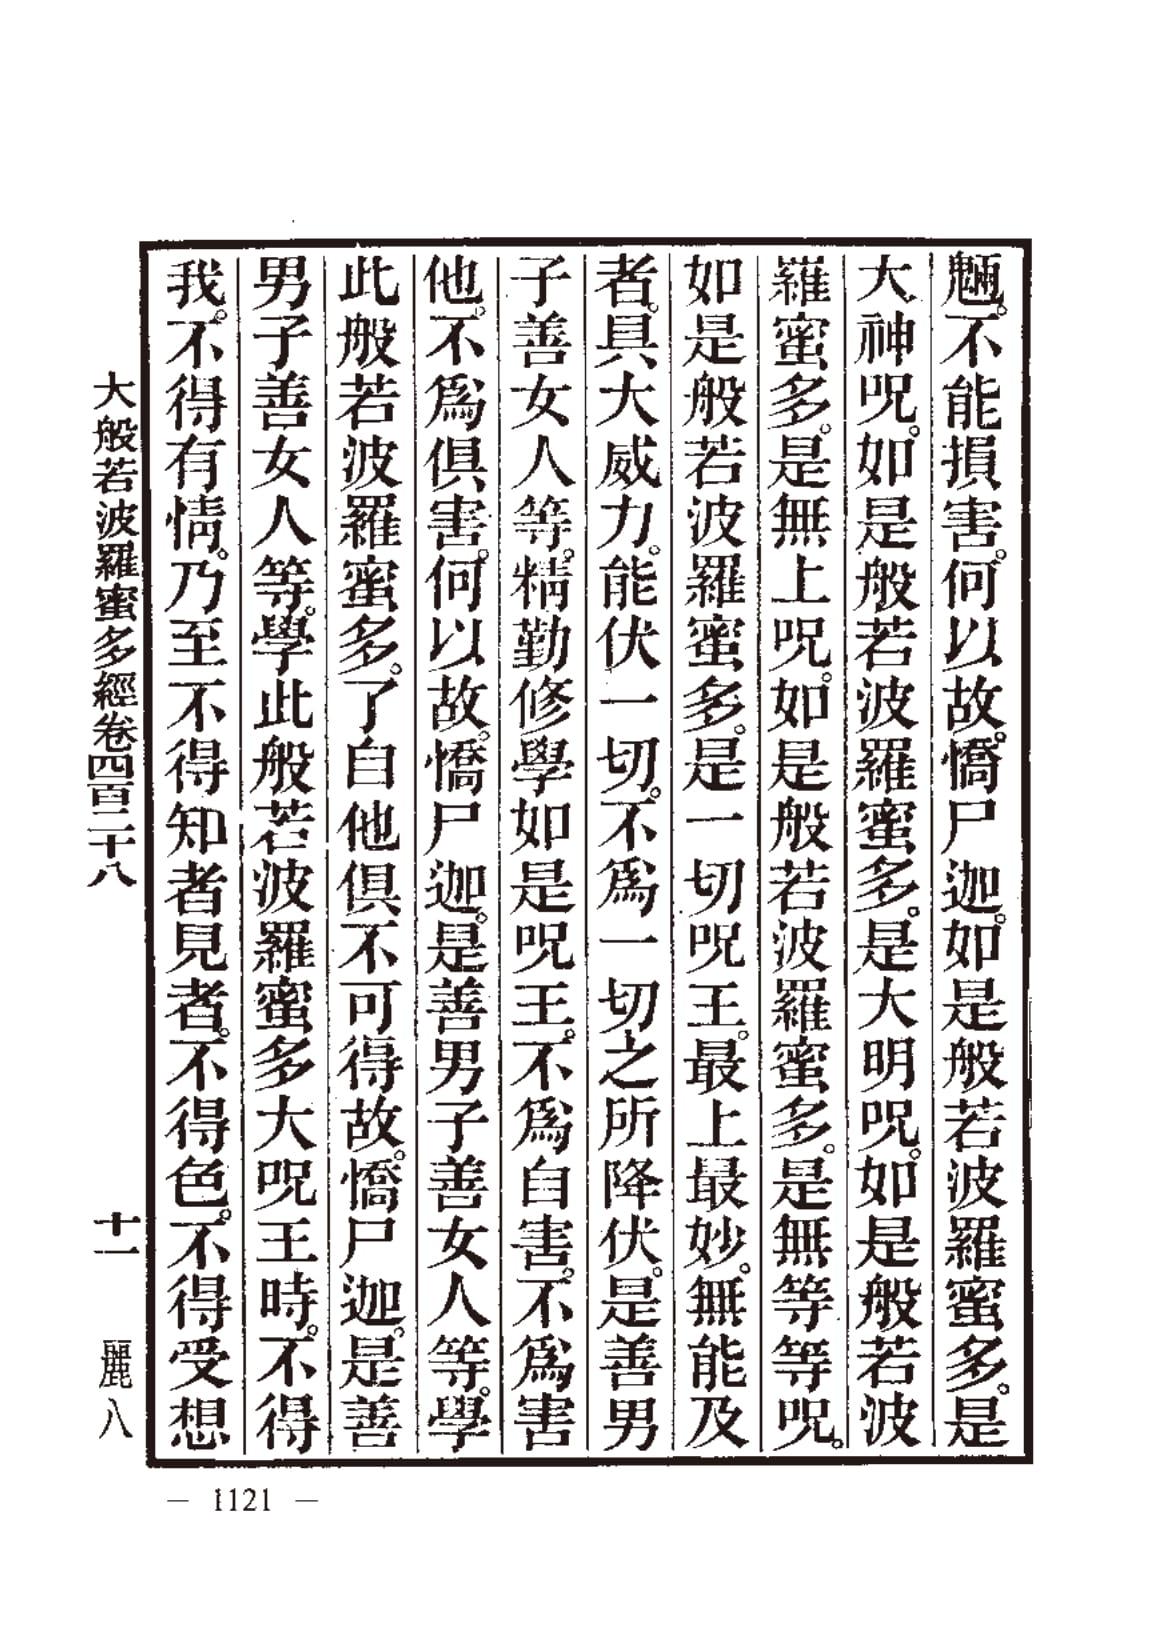 魎。不能損害。何以故。憍尸迦。如是般若波羅蜜多。是
大神呪。如是般若波羅蜜多。是大明呪。如是般若波
羅蜜多。是無上呪。如是般若波羅蜜多。是無等等呪。
如是般若波羅蜜多。是一切呪王。最上最妙。無能及
者。具大威力。能伏一切。不為一切之所降伏。是善男
子善女人等。精勤修學如是呪王。不為自害。不為害
他。不為俱害。何以故。憍尸迦。是善男子善女人等。學
此般若波羅蜜多。了自他俱不可得故。憍尸迦。是善
男子善女人等。學此般若波羅蜜多大呪王時。不得
我。不得有情。乃至不得知者見者。不得色。不得受想
大般若波羅蜜多經卷四百二十八 十一 麗八
— 1121 —